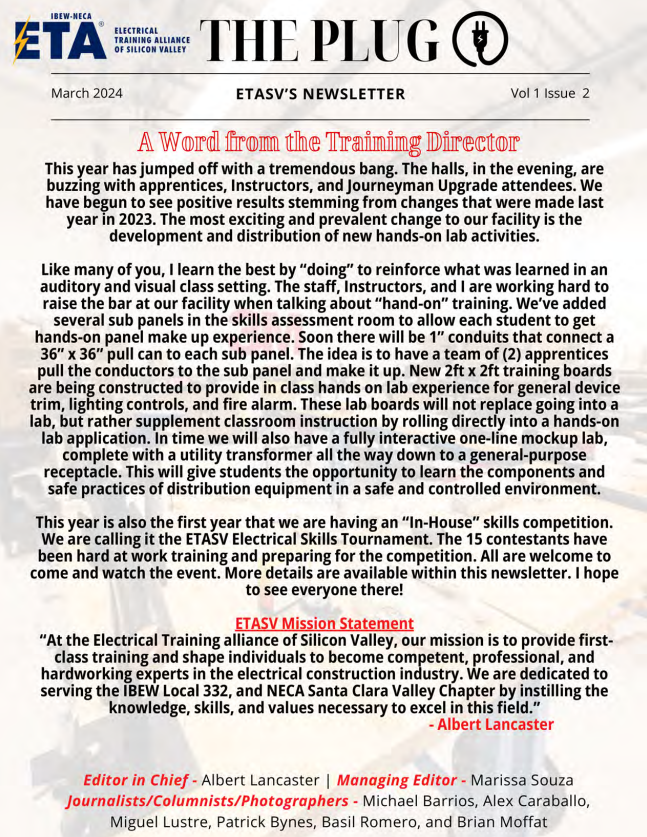 IBEW-NECA
ETA®
ELECTRICAL
TRAINING ALLIANCE
OF SILICON VALLEY
THE PLUG
March 2024
ETASV'S NEWSLETTER
Vol 1 Issue 2
A Word from the Training Director
This year has jumped off with a tremendous bang. The halls, in the evening, are
buzzing with apprentices, Instructors, and Journeyman Upgrade attendees. We
have begun to see positive results stemming from changes that were made last
year in 2023. The most exciting and prevalent change to our facility is the
development and distribution of new hands-on lab activities.
Like many of you, I learn the best by “doing” to reinforce what was learned in an
auditory and visual class setting. The staff, Instructors, and I are working hard to
raise the bar at our facility when talking about “hand-on” training. We’ve added
several sub panels in the skills assessment room to allow each student to get
hands-on panel make up experience. Soon there will be 1” conduits that connect a
36” x 36” pull can to each sub panel. The idea is to have a team of (2) apprentices
pull the conductors to the sub panel and make it up. New 2ft x 2ft training boards
are being constructed to provide in class hands on lab experience for general device
trim, lighting controls, and fire alarm. These lab boards will not replace going into a
lab, but rather supplement classroom instruction by rolling directly into a hands-on
lab application. In time we will also have a fully interactive one-line mockup lab,
complete with a utility transformer all the way down to a general-purpose
receptacle. This will give students the opportunity to learn the components and
safe practices of distribution equipment in a safe and controlled environment.
This year is also the first year that we are having an “In-House” skills competition.
We are calling it the ETASV Electrical Skills Tournament. The 15 contestants have
been hard at work training and preparing for the competition. All are welcome to
come and watch the event. More details are available within this newsletter. I hope
to see everyone there!
ETASV Mission Statement
“At the Electrical Training alliance of Silicon Valley, our mission is to provide first-
class training and shape individuals to become competent, professional, and
hardworking experts in the electrical construction industry. We are dedicated to
serving the IBEW Local 332, and NECA Santa Clara Valley Chapter by instilling the
knowledge, skills, and values necessary to excel in this field.”
- Albert Lancaster
Editor in Chief - Albert Lancaster | Managing Editor - Marissa Souza
Journalists/Columnists/Photographers - Michael Barrios, Alex Caraballo,
Miguel Lustre, Patrick Bynes, Basil Romero, and Brian Moffat